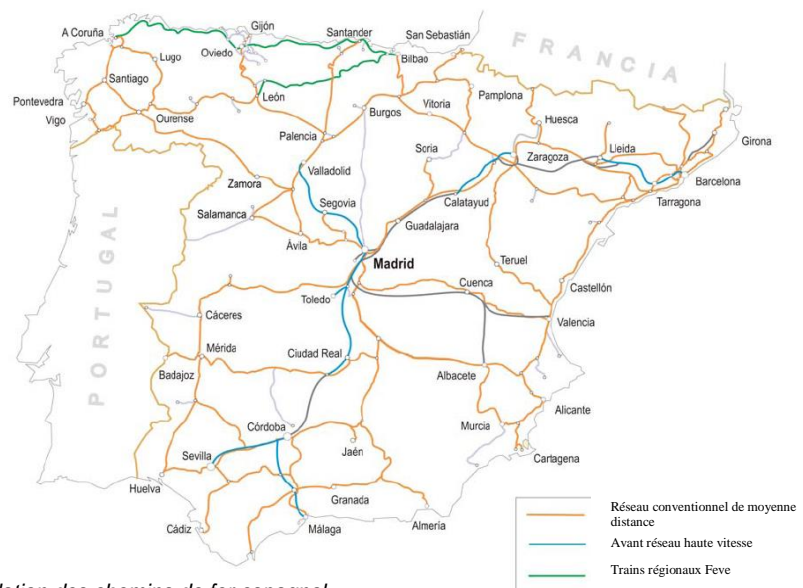 A Coruña
Gijón
Oviedo
Santander
San Sebastián
FRANCIA
Lugo
Bilbao
Santiago
León
Pamplona
Pontevedra
Vigo
Ourense
Burgos
Vitoria
Huesca
Palencia
Soria
Zaragoza
Lleida
Girona
Valladolid
Barcelona
Zamora
Segovia
Calatayud
Tarragona
Salamanca
Guadalajara
Ávila
Madrid
Teruel
PORTUGAL
Toledo
Cuenca
Castellón
Cáceres
Valencia
Mérida
Ciudad Real
Badajoz
Albacete
Alicante
Córdoba
Murcia
Sevilla
Jaén
Cartagena
Huelva
Granada
Almería
Cádiz
Málaga
Réseau conventionnel de moyenne
distance
Avant réseau haute vitesse
Trains régionaux Feve